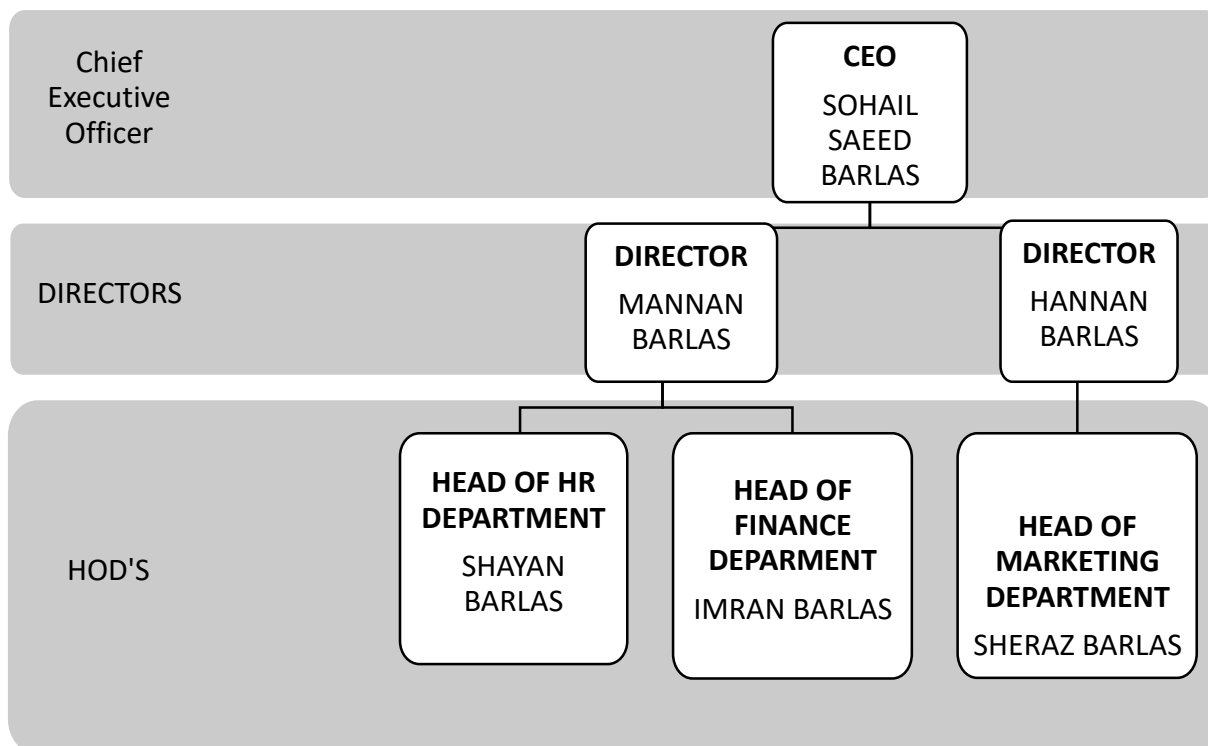 Chief
Executive
Officer
CEO
SOHAIL
SAEED
BARLAS
DIRECTORS
DIRECTOR
MANNAN
BARLAS
DIRECTOR
HANNAN
BARLAS
HOD'S
HEAD OF HR
DEPARTMENT
SHAYAN
BARLAS
HEAD OF
FINANCE
DEPARMENT
IMRAN BARLAS
HEAD OF
MARKETING
DEPARTMENT
SHERAZ BARLAS